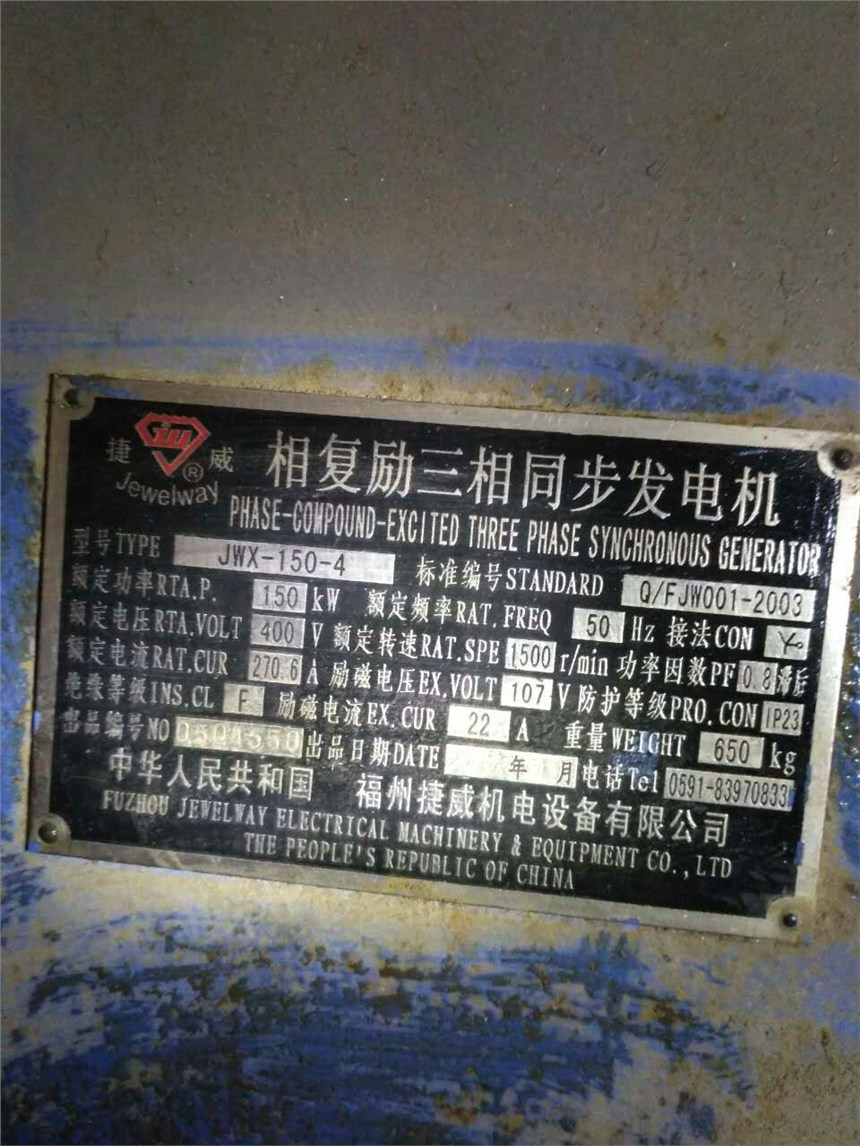 捷 JW ® 威
Jewelway
相复励三相同步发电机
PHASE-COMPOUND-EXCITED THREE PHASE SYNCHRONOUS GENERATOR
型号TYPE JWX-150-4 标准编号STANDARD Q/FJW001-2003
额定功率RTA.P. 150 kW 额定频率RAT.FREQ 50 Hz 接法CON Y
额定电压RTA.VOLT 400 V 额定转速RAT.SPE 1500 r/min 功率因数PF 0.8滞后
额定电流RAT.CUR 270.6 A 励磁电压EX.VOLT 107 V 防护等级PRO.CON IP23
绝缘等级INS.CL F 励磁电流EX.CUR 22 A 重量WEIGHT 650 kg
出品编号NO 出品日期DATE 年 月 电话Tel 0591-83970833
中华人民共和国 福州捷威机电设备有限公司
FUZHOU JEWELWAY ELECTRICAL MACHINERY & EQUIPMENT CO.,LTD
THE PEOPLE'S REPUBLIC OF CHINA